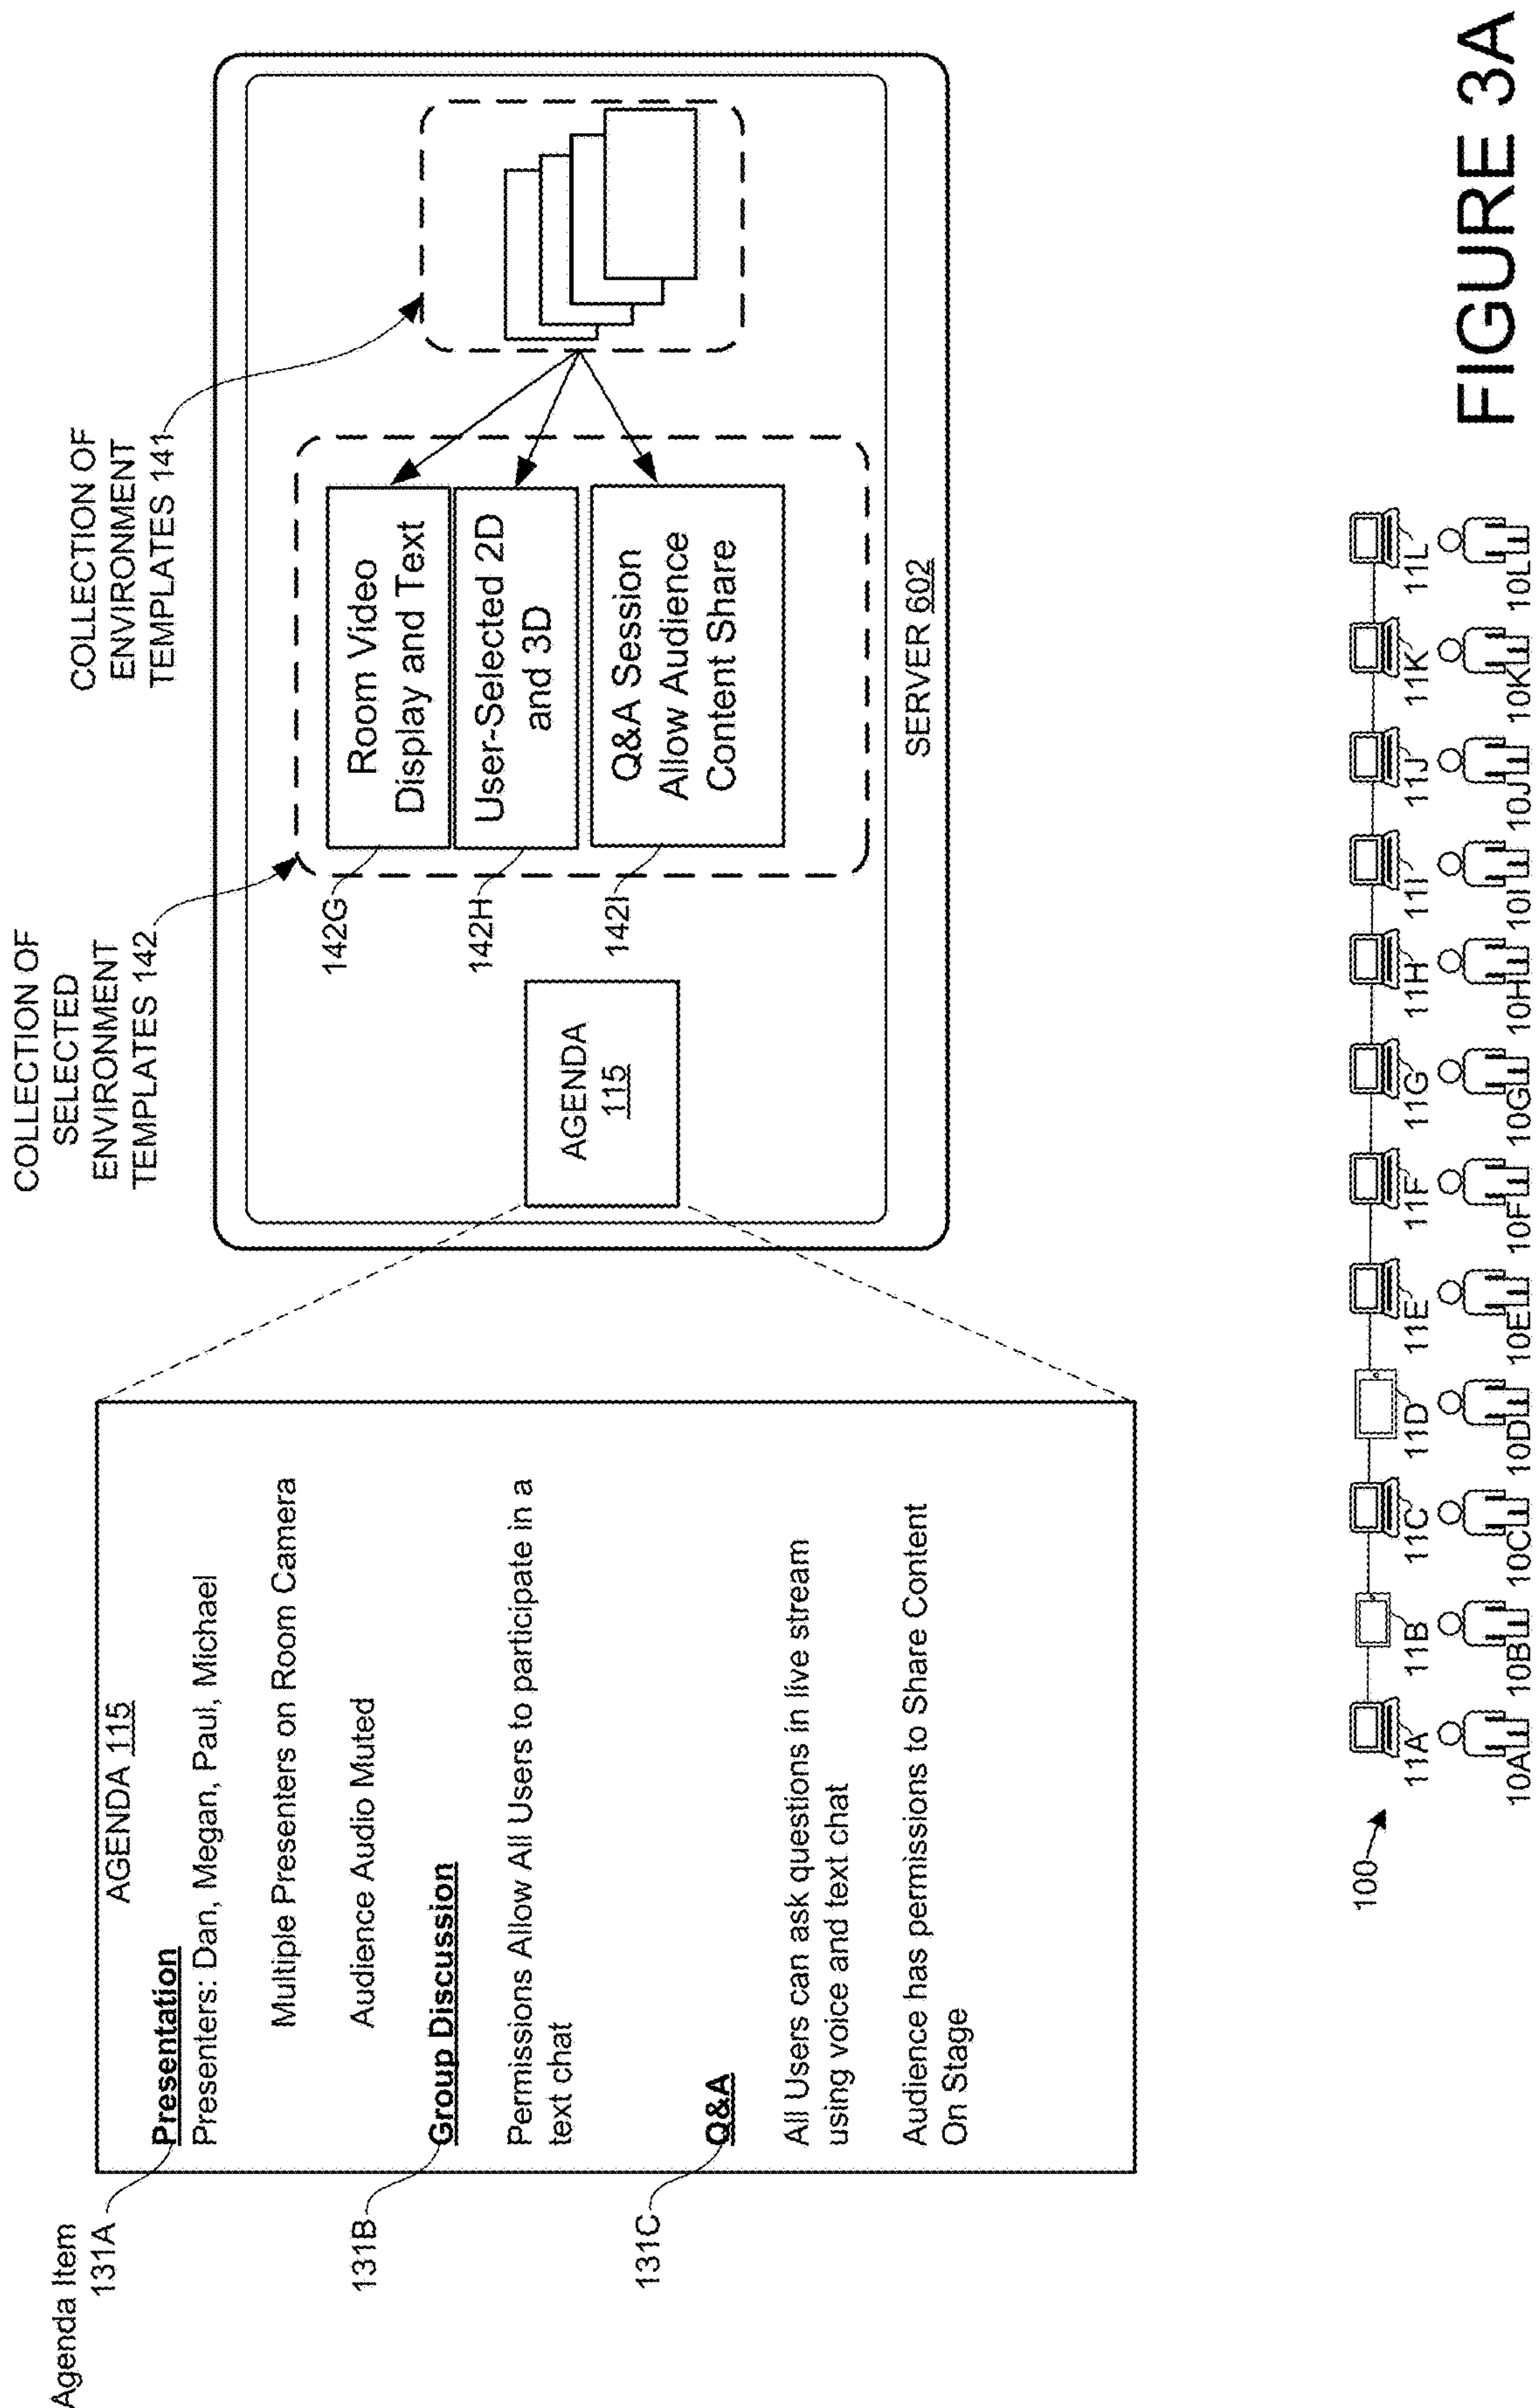 Agenda Item
131A
131B
131C
AGENDA 115
Presentation
Presenters: Dan, Megan, Paul, Michael
Multiple Presenters on Room Camera
Audience Audio Muted
Group Discussion
Permissions Allow All Users to participate in a
text chat
Q&A
All Users can ask questions in live stream
using voice and text chat
Audience has permissions to Share Content
On Stage
COLLECTION OF
SELECTED
ENVIRONMENT
TEMPLATES 142
COLLECTION OF
ENVIRONMENT
TEMPLATES 141
AGENDA
115
142G
142H
142I
Room Video
Display and Text
User-Selected 2D
and 3D
Q&A Session
Allow Audience
Content Share
SERVER 602
100
11A
11B
11C
11D
11E
11F
11G
11H
11I
11J
11K
11L
10A
10B
10C
10D
10E
10F
10G
10H
10I
10J
10K
10L
FIGURE 3A